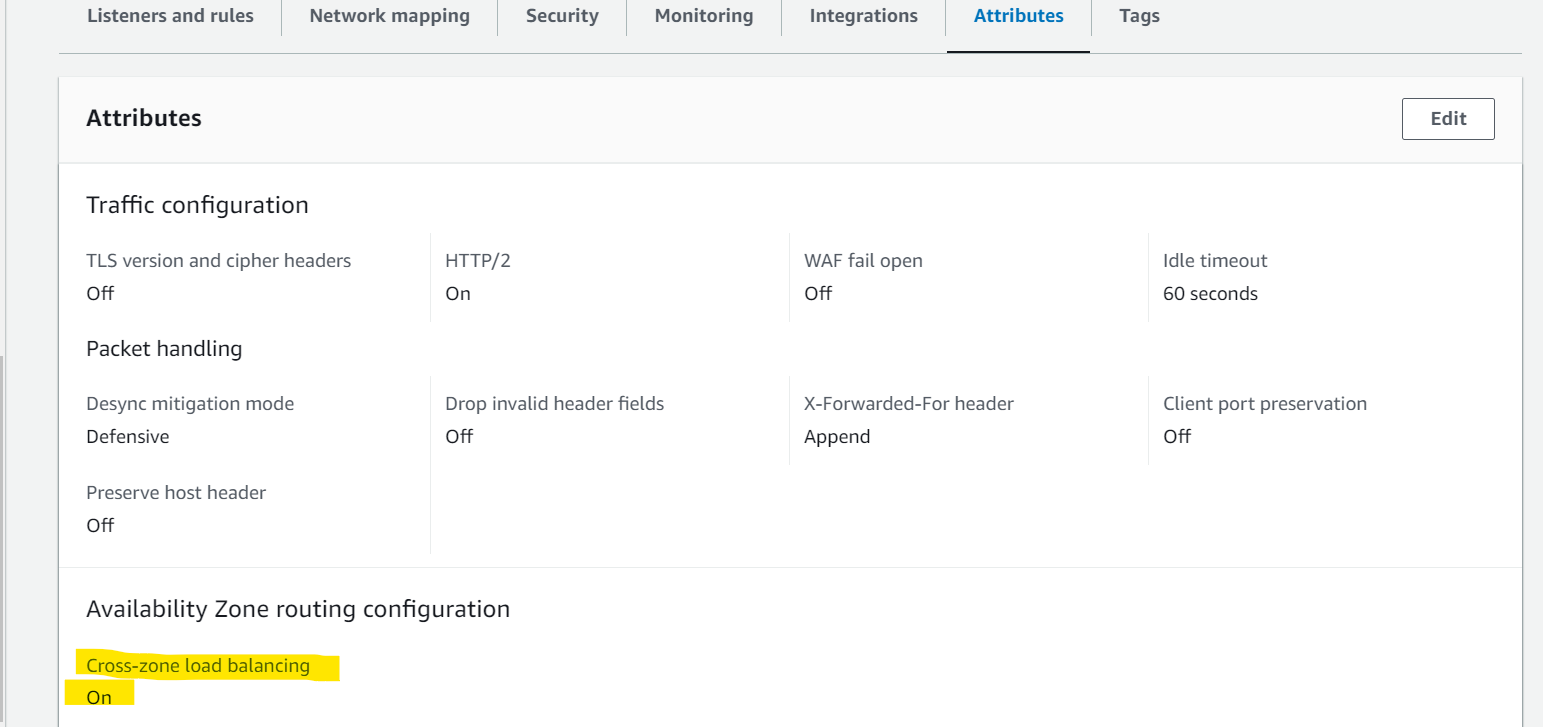 Listeners and rules Network mapping Security Monitoring Integrations Attributes Tags
Attributes Edit
Traffic configuration
TLS version and cipher headers HTTP/2 WAF fail open Idle timeout
Off On Off 60 seconds
Packet handling
Desync mitigation mode Drop invalid header fields X-Forwarded-For header Client port preservation
Defensive Off Append Off
Preserve host header
Off
Availability Zone routing configuration
Cross-zone load balancing
On